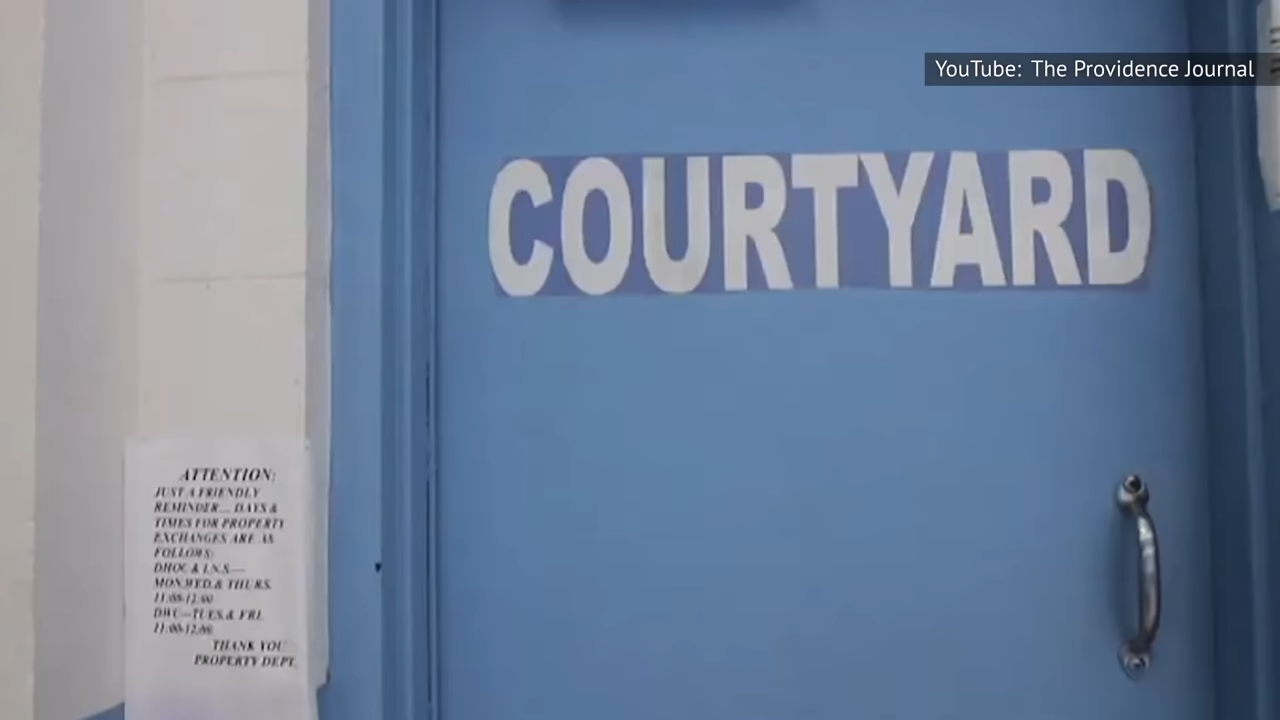 YouTube: The Providence Journal
COURTYARD
ATTENTION:
JUST A FRIENDLY
REMINDER... DAYS &
TIMES FOR PROPERTY
EXCHANGES ARE AS
FOLLOWS:
DHOC & I.N.S.—
MON,WED,& THURS.
11:00-12:00
DWC—TUES.& FRI.
11:00-12:00
THANK YOU
PROPERTY DEPT.